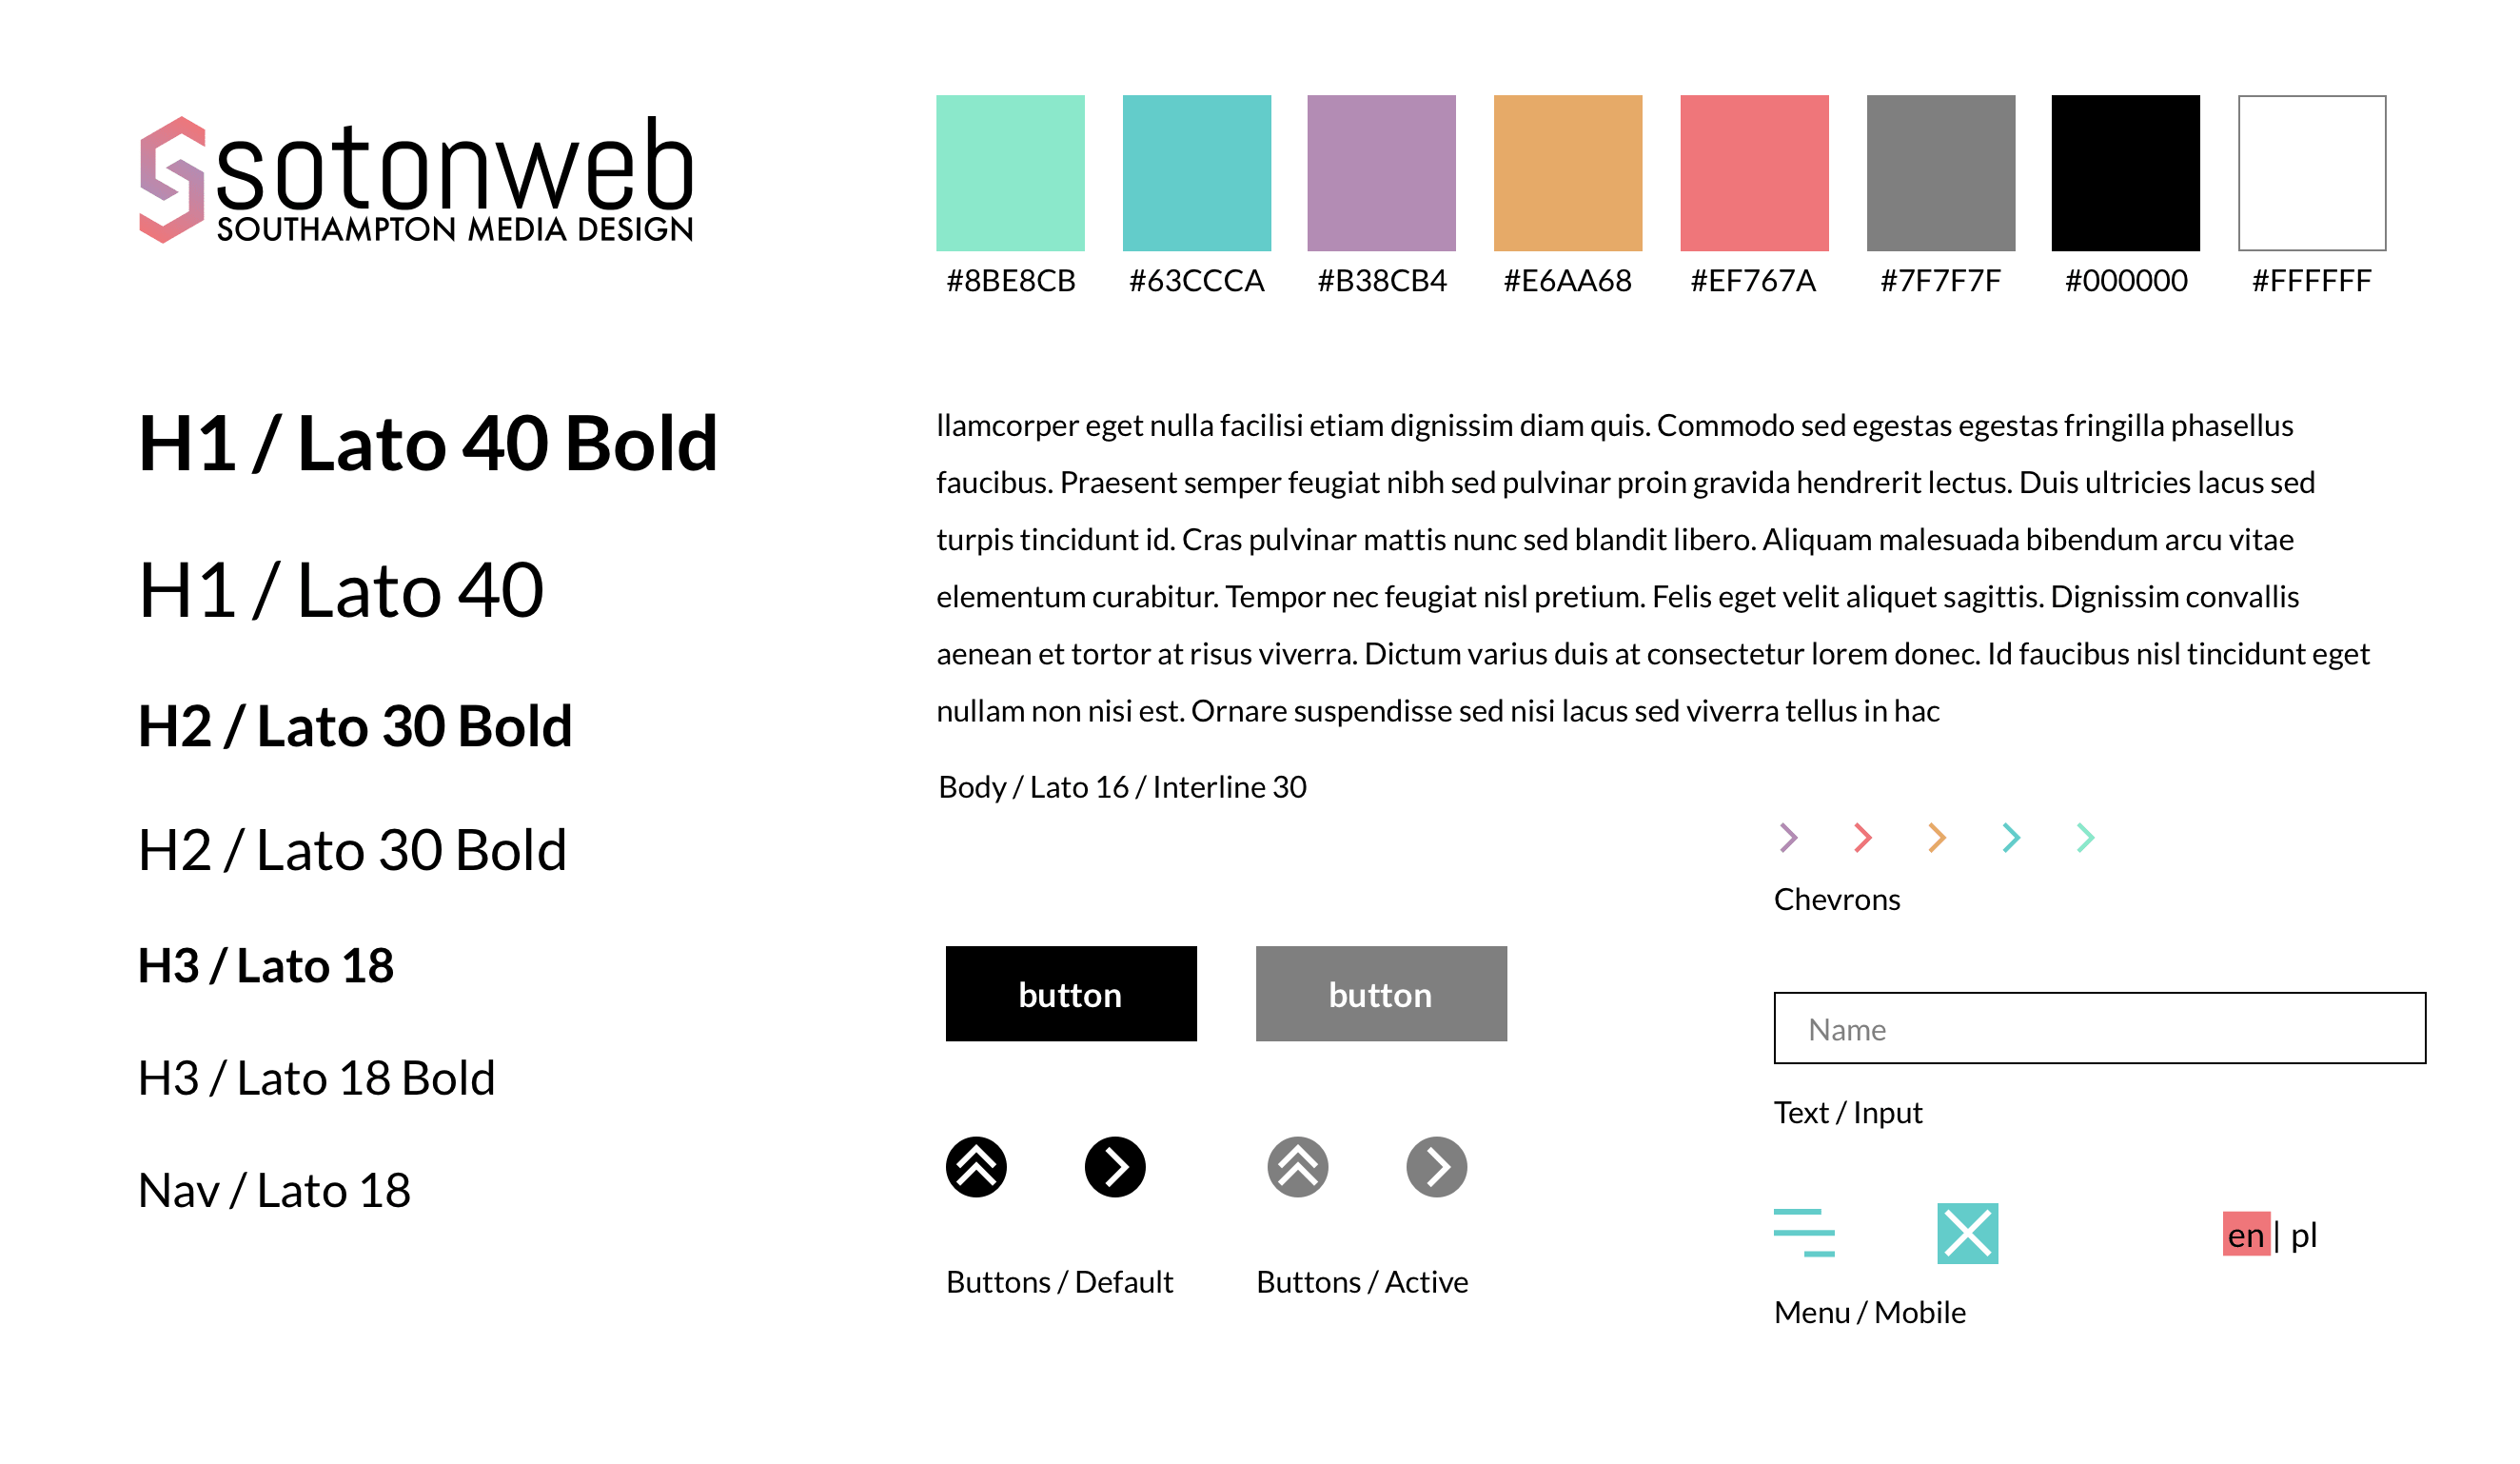 sotonweb
SOUTHAMPTON MEDIA DESIGN
#8BE8CB
#63CCCA
#B38CB4
#E6AA68
#EF767A
#7F7F7F
#000000
#FFFFFF
H1 / Lato 40 Bold
H1 / Lato 40
H2 / Lato 30 Bold
H2 / Lato 30 Bold
H3 / Lato 18
H3 / Lato 18 Bold
Nav / Lato 18
llamcorper eget nulla facilisi etiam dignissim diam quis. Commodo sed egestas egestas fringilla phasellus
faucibus. Praesent semper feugiat nibh sed pulvinar proin gravida hendrerit lectus. Duis ultricies lacus sed
turpis tincidunt id. Cras pulvinar mattis nunc sed blandit libero. Aliquam malesuada bibendum arcu vitae
elementum curabitur. Tempor nec feugiat nisl pretium. Felis eget velit aliquet sagittis. Dignissim convallis
aenean et tortor at risus viverra. Dictum varius duis at consectetur lorem donec. Id faucibus nisl tincidunt eget
nullam non nisi est. Ornare suspendisse sed nisi lacus sed viverra tellus in hac
Body / Lato 16 / Interline 30
button
button
Buttons / Default
Buttons / Active
Chevrons
Name
Text / Input
en | pl
Menu / Mobile